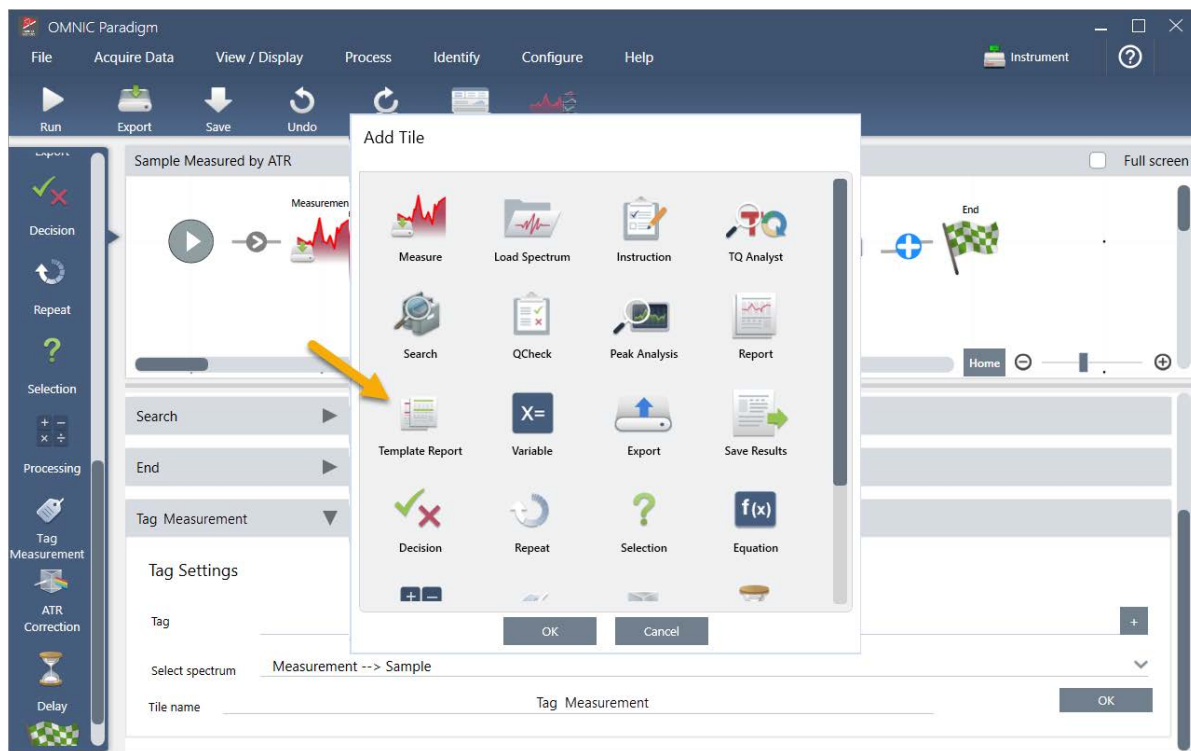 OMNIC Paradigm
File Acquire Data View / Display Process Identify Configure Help Instrument
Run Export Save Undo
Add Tile
Export
Sample Measured by ATR Full screen
Decision
Repeat
Selection
Processing
Tag
Measurement
ATR
Correction
Delay
Measuremen
End
Home
Measure Load Spectrum Instruction TQ Analyst
Search QCheck Peak Analysis Report
X=
Template Report Variable Export Save Results
f(x)
Decision Repeat Selection Equation
OK Cancel
Search
End
Tag Measurement
Tag Settings
Tag +
Select spectrum Measurement --> Sample
Tile name Tag Measurement OK